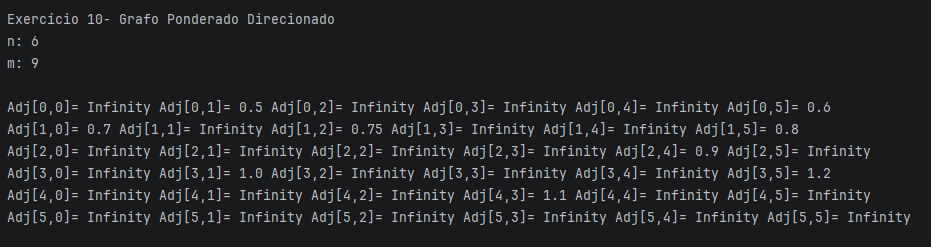 Exercício 10- Grafo Ponderado Direcionado
n: 6
m: 9
Adj[0,0]= Infinity Adj[0,1]= 0.5 Adj[0,2]= Infinity Adj[0,3]= Infinity Adj[0,4]= Infinity Adj[0,5]= 0.6
Adj[1,0]= 0.7 Adj[1,1]= Infinity Adj[1,2]= 0.75 Adj[1,3]= Infinity Adj[1,4]= Infinity Adj[1,5]= 0.8
Adj[2,0]= Infinity Adj[2,1]= Infinity Adj[2,2]= Infinity Adj[2,3]= Infinity Adj[2,4]= 0.9 Adj[2,5]= Infinity
Adj[3,0]= Infinity Adj[3,1]= 1.0 Adj[3,2]= Infinity Adj[3,3]= Infinity Adj[3,4]= Infinity Adj[3,5]= 1.2
Adj[4,0]= Infinity Adj[4,1]= Infinity Adj[4,2]= Infinity Adj[4,3]= 1.1 Adj[4,4]= Infinity Adj[4,5]= Infinity
Adj[5,0]= Infinity Adj[5,1]= Infinity Adj[5,2]= Infinity Adj[5,3]= Infinity Adj[5,4]= Infinity Adj[5,5]= Infinity